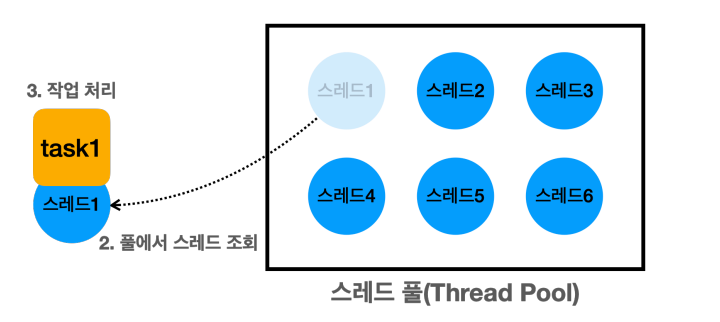 3. 작업 처리
task1
스레드1
2. 풀에서 스레드 조회
스레드1 스레드2 스레드3
스레드4 스레드5 스레드6
스레드 풀(Thread Pool)